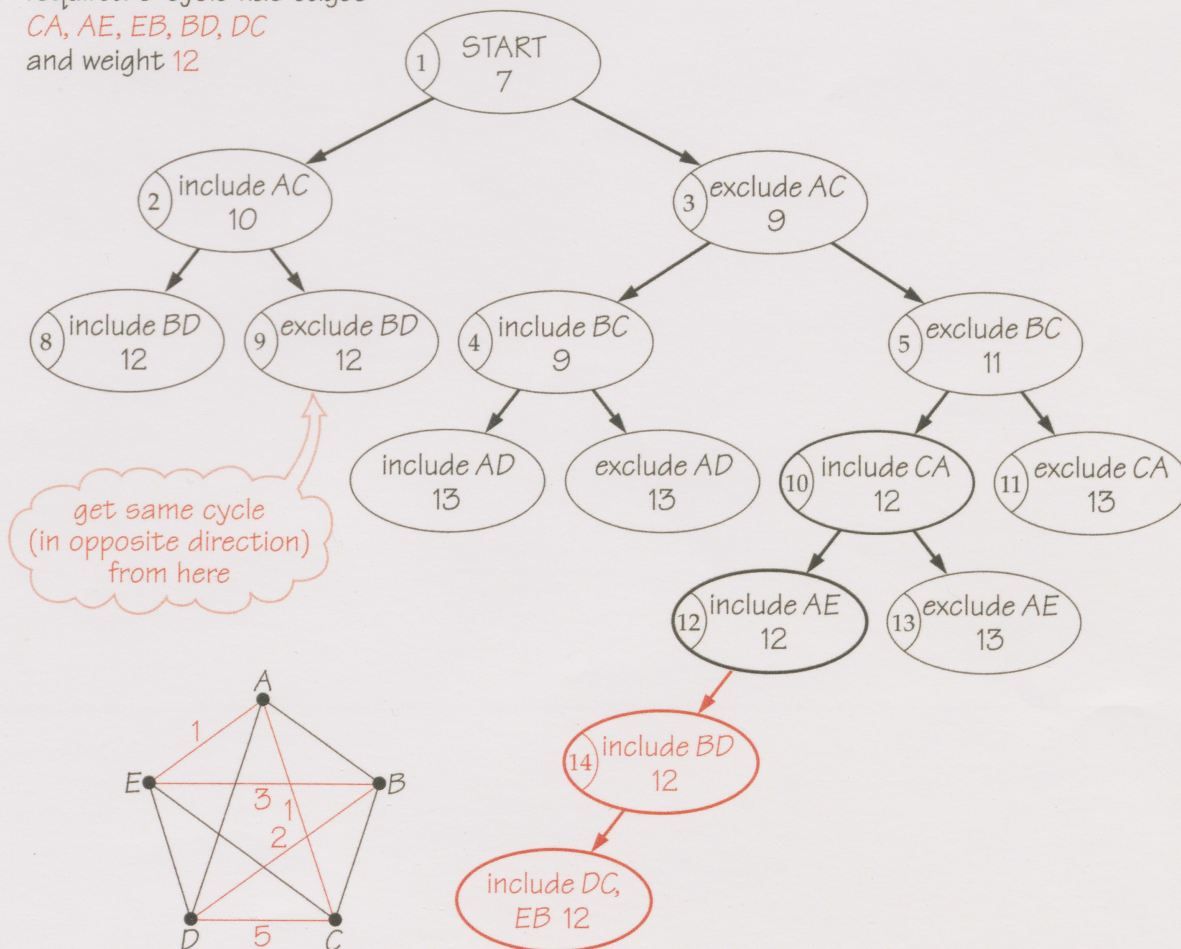 CA, AE, EB, BD, DC
and weight 12
1 START
7
2 include AC
10
3 exclude AC
9
8 include BD
12
9 exclude BD
12
4 include BC
9
5 exclude BC
11
include AD
13
exclude AD
13
10 include CA
12
11 exclude CA
13
get same cycle
(in opposite direction)
from here
12 include AE
12
13 exclude AE
13
14 include BD
12
include DC,
EB 12
A
1
E
3
1
B
2
D
5
C